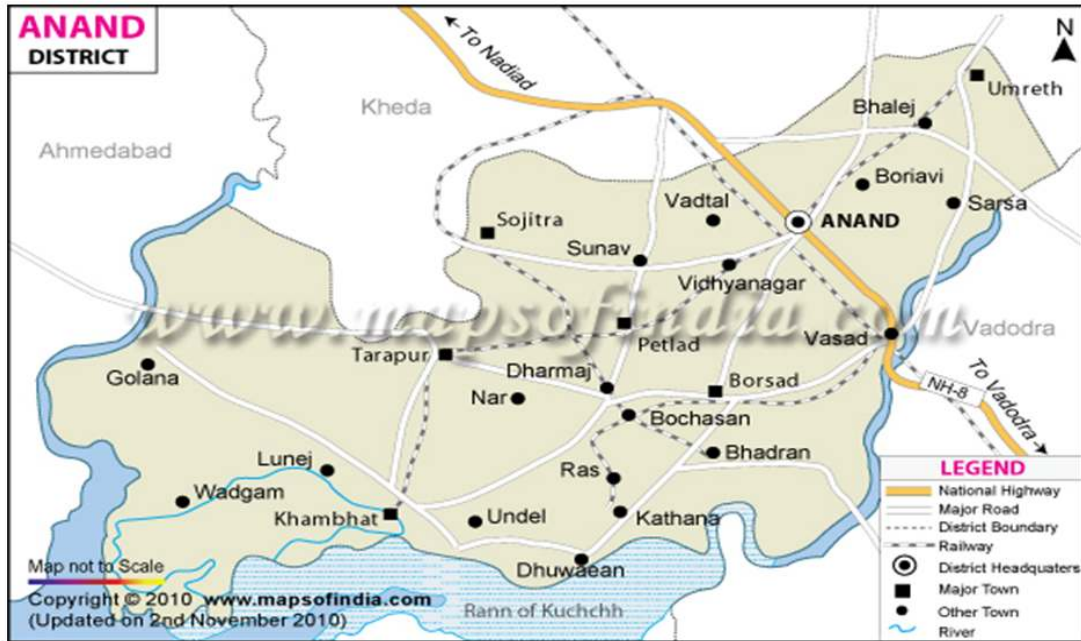 ANAND
DISTRICT
← To Nadiad
N
Kheda
Ahmedabad
Umreth
Bhalej
Boriavi
Sarsa
Vadtal
ANAND
Sojitra
Sunav
Vidhyanagar
www.mapsofindia.com
Vadodra
Vasad
Petlad
Tarapur
Golana
Dharmaj
Borsad
Nar
Bochasan
NH-8
To Vadodra →
Bhadran
Lunej
Ras
Wadgam
Khambhat
Undel
Kathana
Dhuwaean
Rann of Kuchchh
LEGEND
National Highway
Major Road
District Boundary
Railway
District Headquaters
Major Town
Other Town
River
Map not to Scale
Copyright © 2010 www.mapsofindia.com
(Updated on 2nd November 2010)